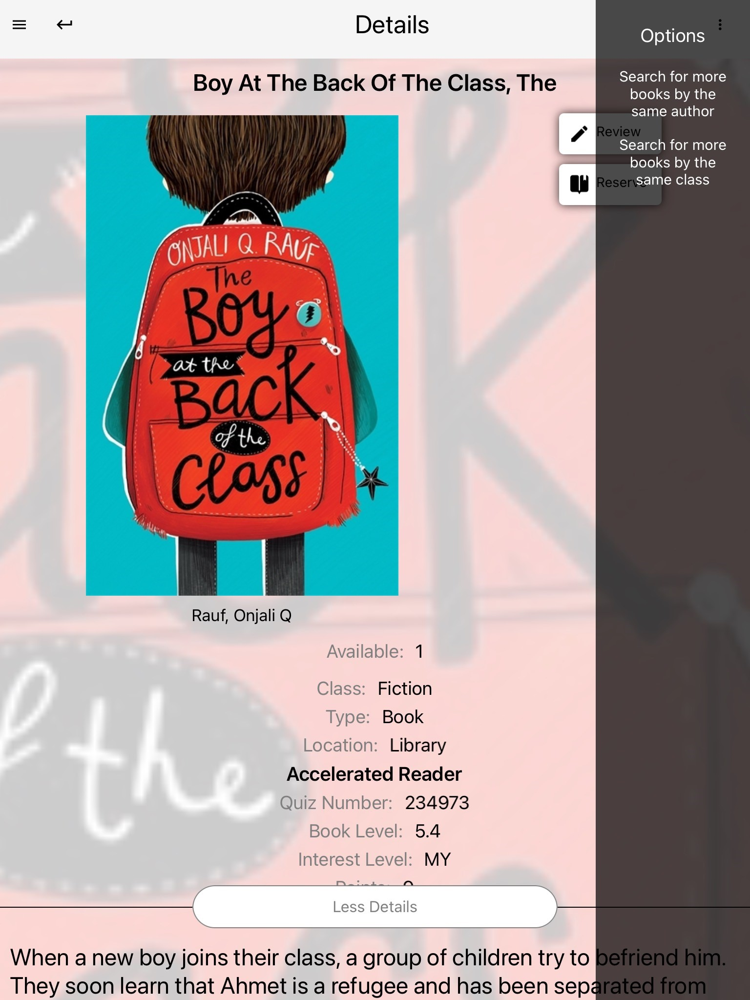 Details
Options
Search for more
books by the
same author
Search for more
books by the
same class
Boy At The Back Of The Class, The
Review
Reserve
ONJALI Q. RAÚF
The
Boy
at the
Back
of the
Class
Rauf, Onjali Q
Available: 1
Class: Fiction
Type: Book
Location: Library
Accelerated Reader
Quiz Number: 234973
Book Level: 5.4
Interest Level: MY
Points:
Less Details
When a new boy joins their class, a group of children try to befriend him.
They soon learn that Ahmet is a refugee and has been separated from
of the